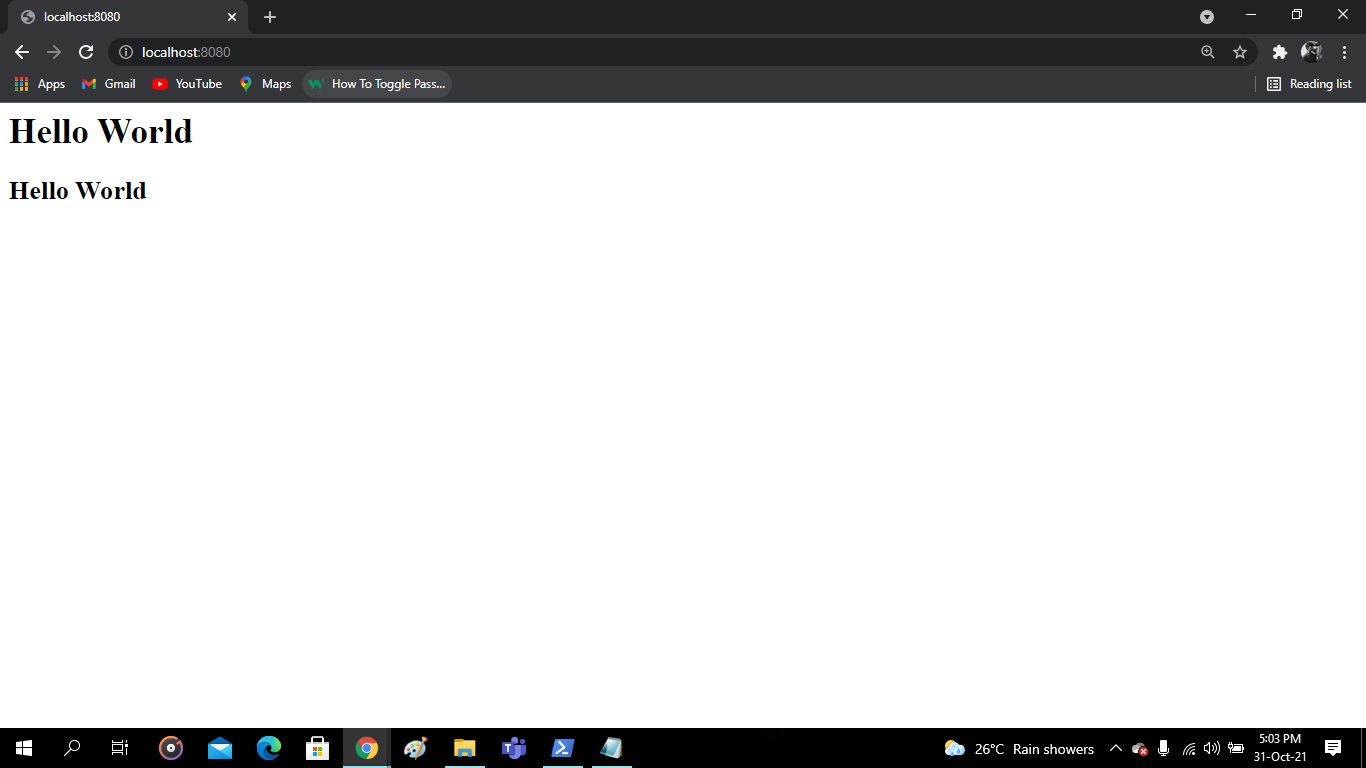 localhost:8080
localhost:8080
Apps Gmail YouTube Maps How To Toggle Pass... Reading list
Hello World
Hello World
26°C Rain showers
5:03 PM
31-Oct-21